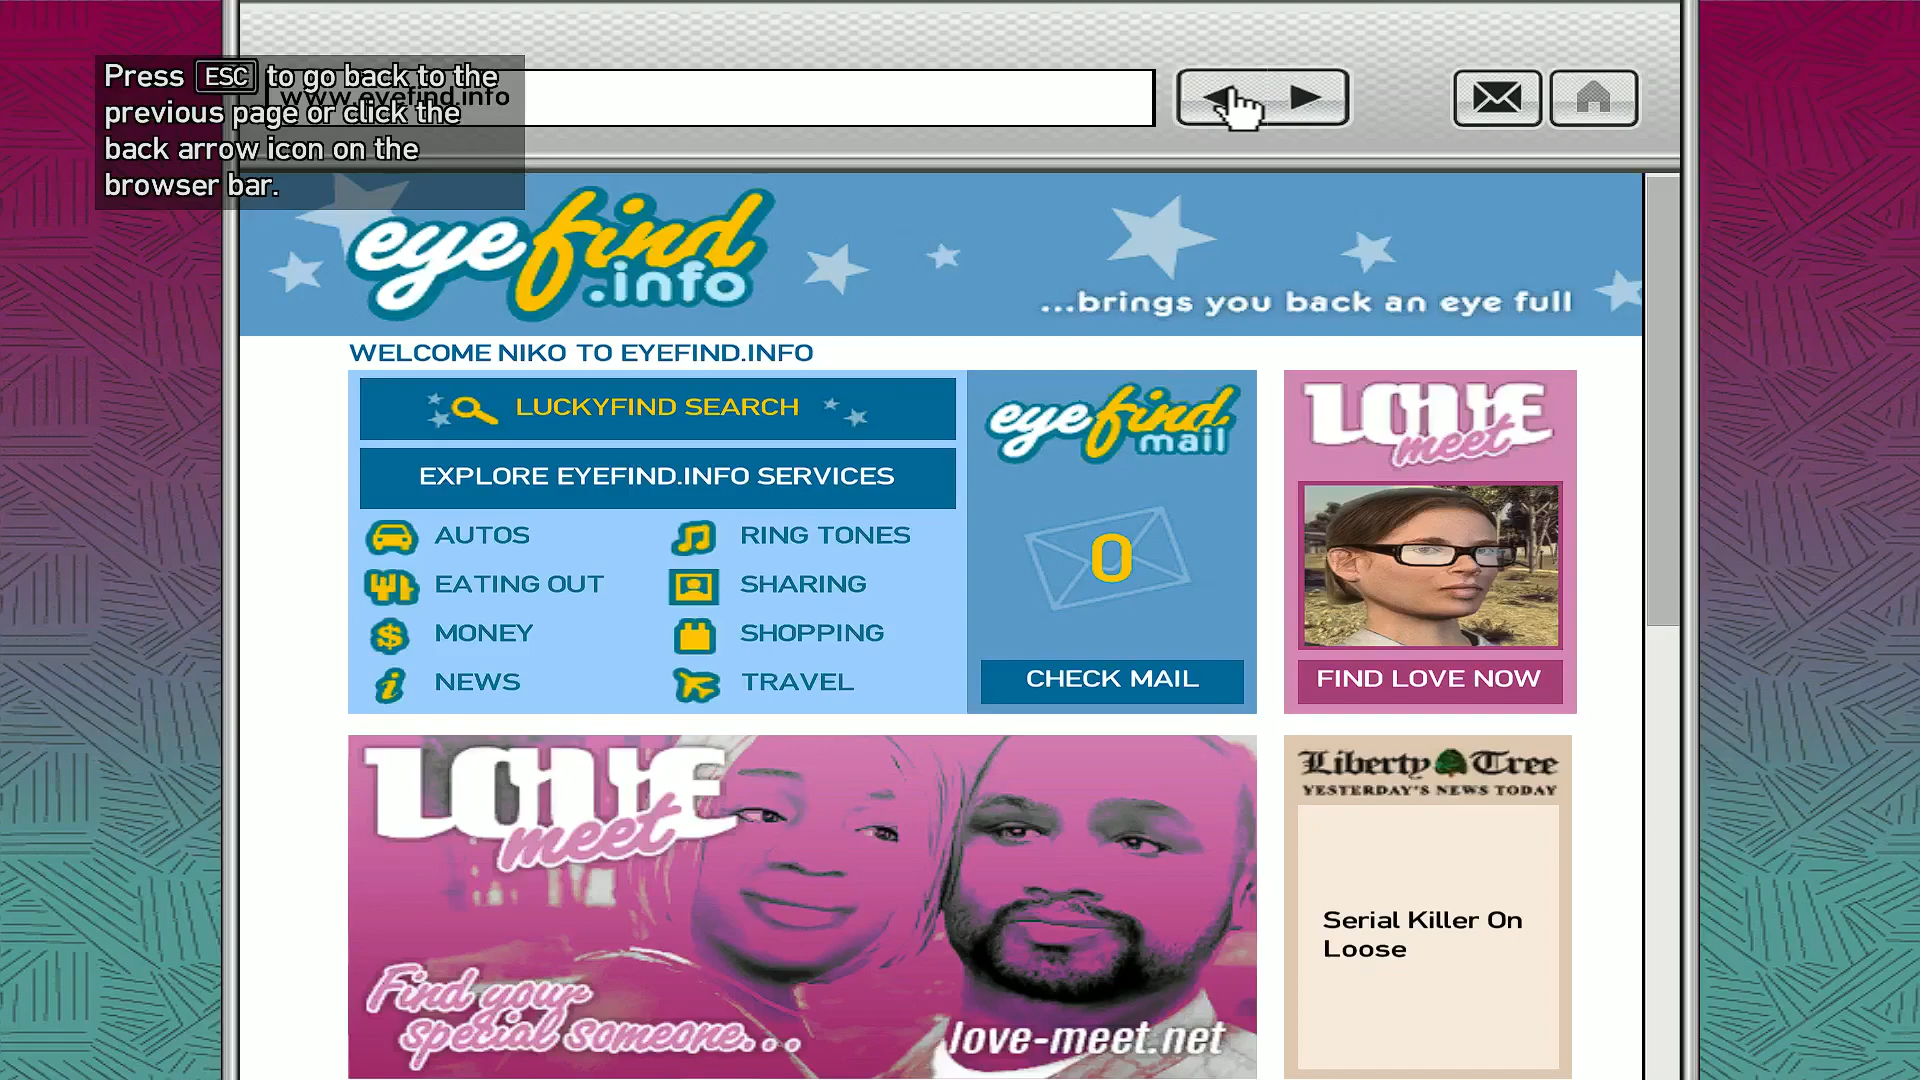 Press ESC to go back to the
www.eyefind.info
previous page or click the
back arrow icon on the
browser bar.
eyefind
.info
...brings you back an eye full
WELCOME NIKO TO EYEFIND.INFO
LUCKYFIND SEARCH
EXPLORE EYEFIND.INFO SERVICES
AUTOS
RING TONES
EATING OUT
SHARING
MONEY
SHOPPING
NEWS
TRAVEL
eyefind
mail
0
CHECK MAIL
LOVE
meet
FIND LOVE NOW
LOVE
meet
Find your
special someone...
love-meet.net
Liberty Tree
YESTERDAY'S NEWS TODAY
Serial Killer On
Loose